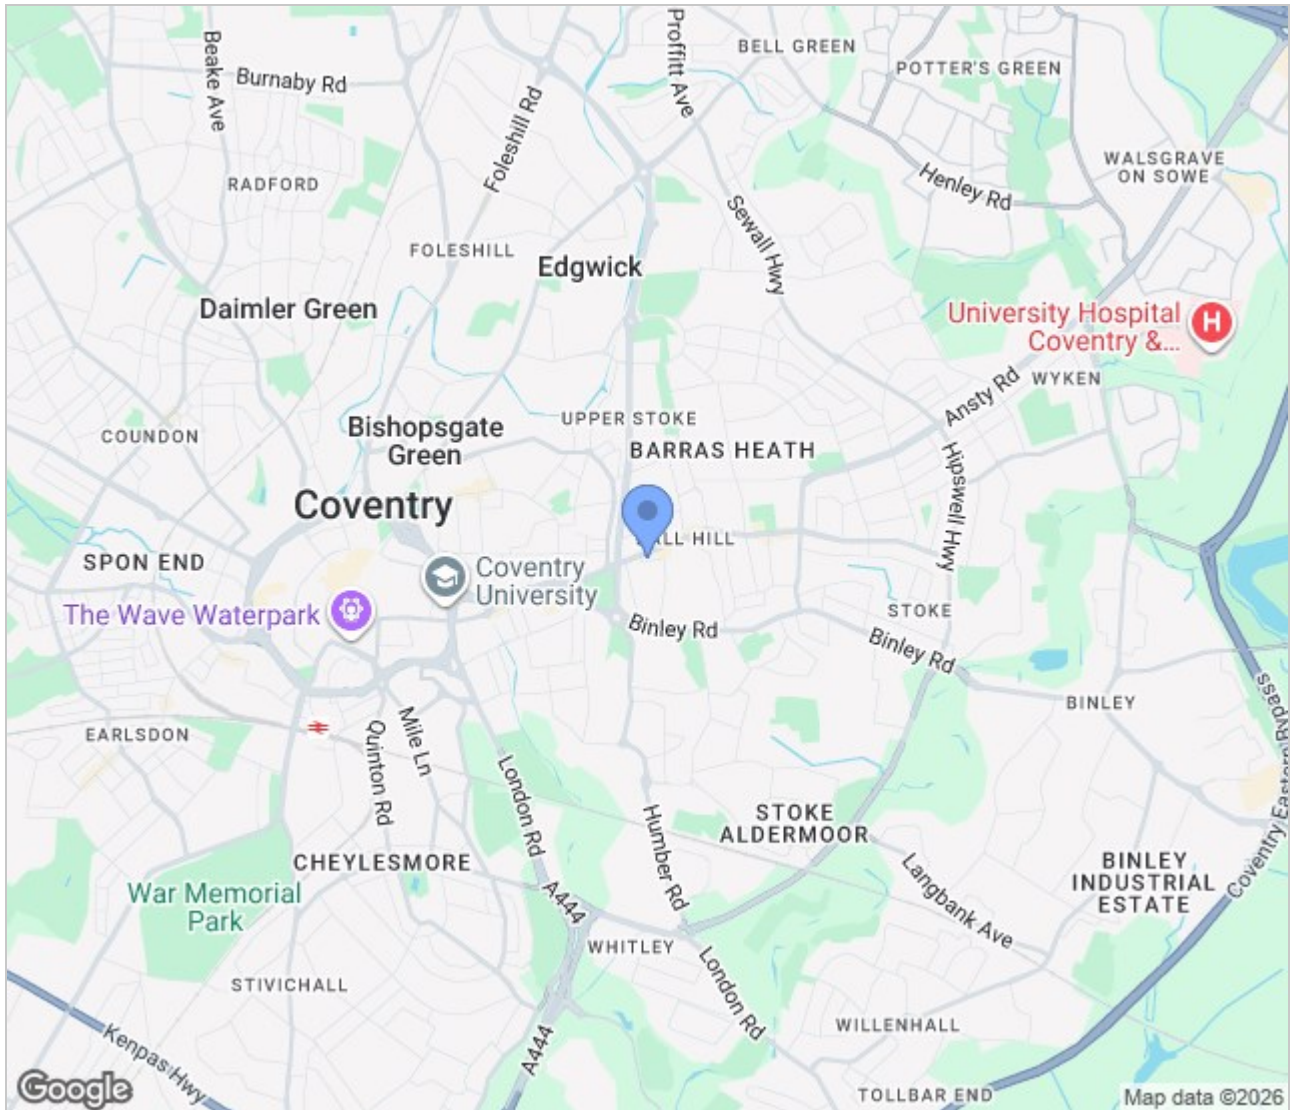 Beake Ave
Burnaby Rd
Foleshill Rd
Proffitt Ave
BELL GREEN
POTTER'S GREEN
WALSGRAVE
ON SOWE
RADFORD
Henley Rd
Sewall Hwy
FOLESHILL
Edgwick
Daimler Green
University Hospital
Coventry &...
H
WYKEN
Ansty Rd
UPPER STOKE
Bishopsgate
Green
COUNDON
BARRAS HEATH
Hipswell Hwy
Coventry
ALL HILL
SPON END
Coventry
University
The Wave Waterpark
STOKE
Binley Rd
Binley Rd
BINLEY
Coventry Eastern Bypass
EARLSDON
Quinton Rd
Mile Ln
London Rd
Humber Rd
STOKE
ALDERMOOR
CHEYLESMORE
War Memorial
Park
A444
Langbank Ave
BINLEY
INDUSTRIAL
ESTATE
WHITLEY
London Rd
STIVICHALL
WILLENHALL
Kenpas Hwy
A444
TOLLBAR END
Google
Map data ©2026